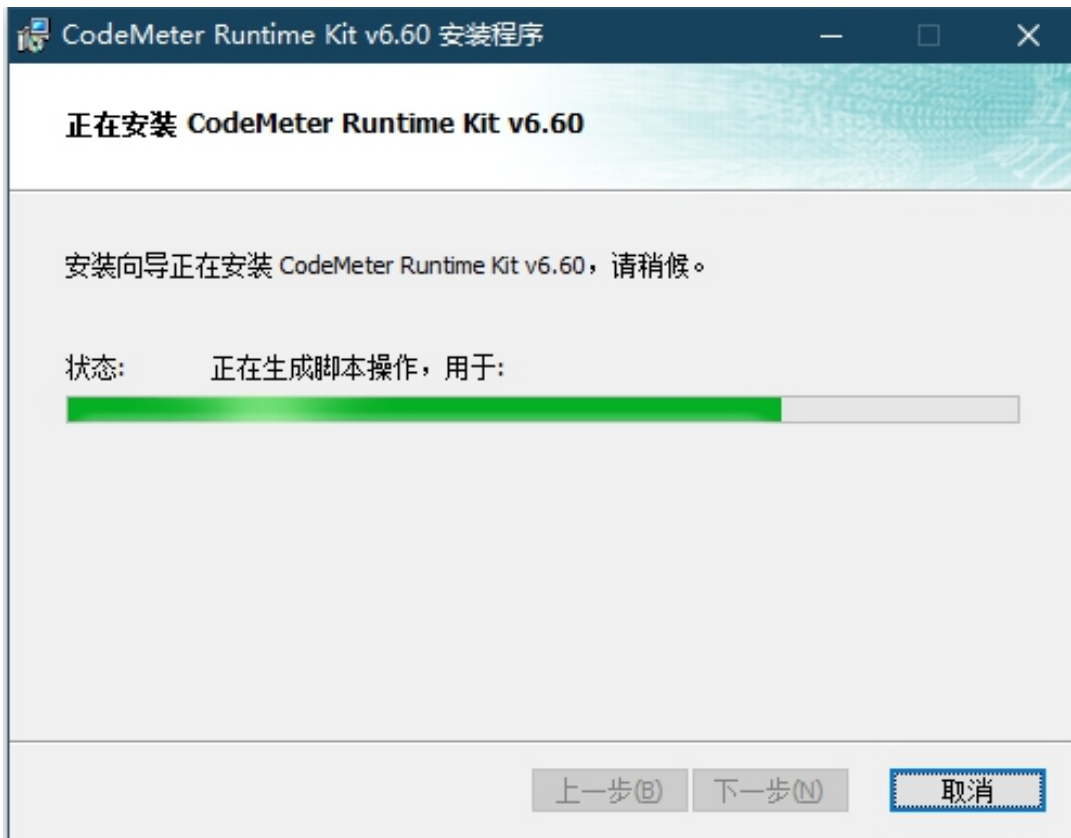 CodeMeter Runtime Kit v6.60 安装程序
正在安装 CodeMeter Runtime Kit v6.60
安装向导正在安装 CodeMeter Runtime Kit v6.60，请稍候。
状态: 正在生成脚本操作，用于:
上一步(B) 下一步(N) 取消